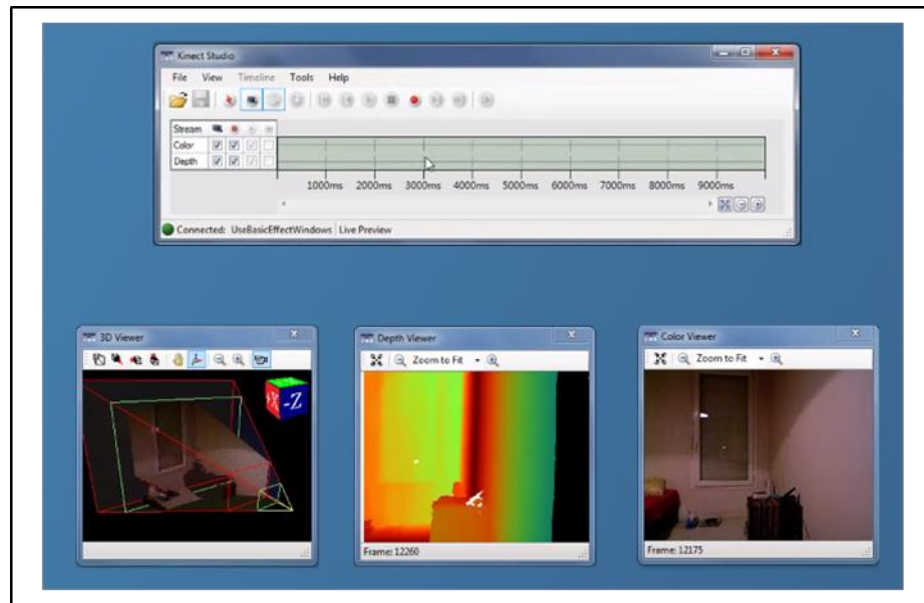 Kinect Studio
File View Timeline Tools Help
Stream
Color
Depth
1000ms 2000ms 3000ms 4000ms 5000ms 6000ms 7000ms 8000ms 9000ms
Connected: UseBasicEffectWindows Live Preview
3D Viewer
+X -Z
Depth Viewer
Zoom to Fit
Frame: 12260
Color Viewer
Zoom to Fit
Frame: 12175